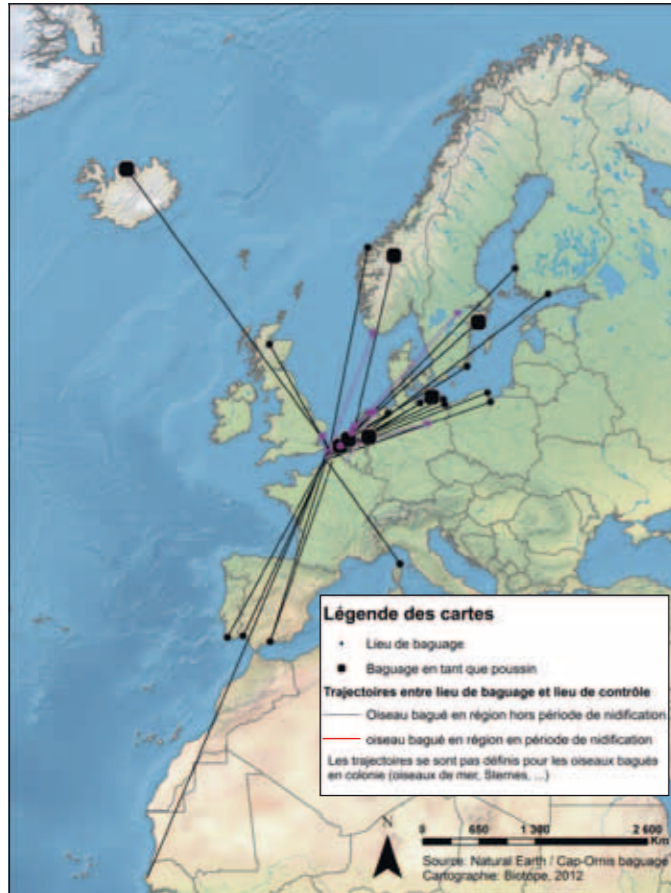 Légende des cartes
Lieu de baguage
Baguage en tant que poussin
Trajectoires entre lieu de baguage et lieu de contrôle
Oiseau bagué en région hors période de nidification
oiseau bagué en région en période de nidification
Les trajectoires se sont pas définis pour les oiseaux bagués
en colonie (oiseaux de mer, Sternes, ...)
N
0 650 1 300 2 600
Km
Source: Natural Earth / Cap-Ornis baguage
Cartographie: Biotope, 2012